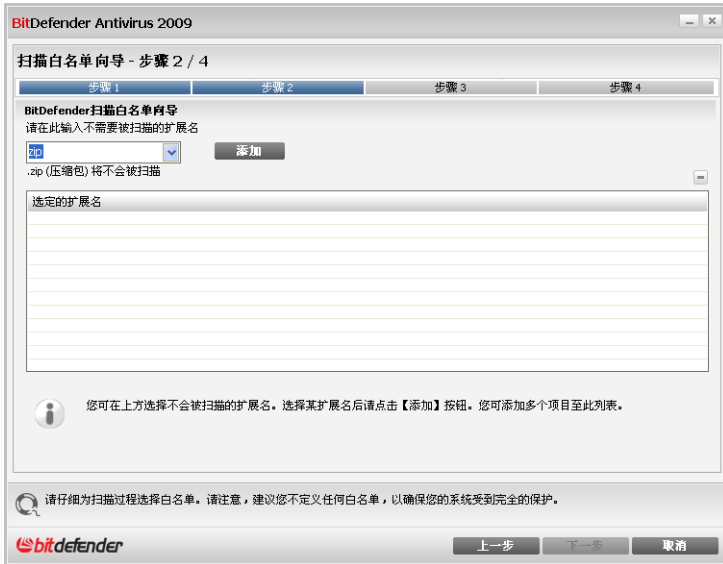 BitDefender Antivirus 2009
扫描白名单向导 - 步骤 2 / 4
步骤 1 步骤 2 步骤 3 步骤 4
BitDefender扫描白名单向导
请在此输入不需要被扫描的扩展名
zip 添加
.zip (压缩包) 将不会被扫描
选定的扩展名
您可在上方选择不会被扫描的扩展名。选择某扩展名后请点击【添加】按钮。您可添加多个项目至此列表。
请仔细为扫描过程选择白名单。请注意，建议您不定义任何白名单，以确保您的系统受到完全的保护。
bitdefender 上一步 下一步 取消